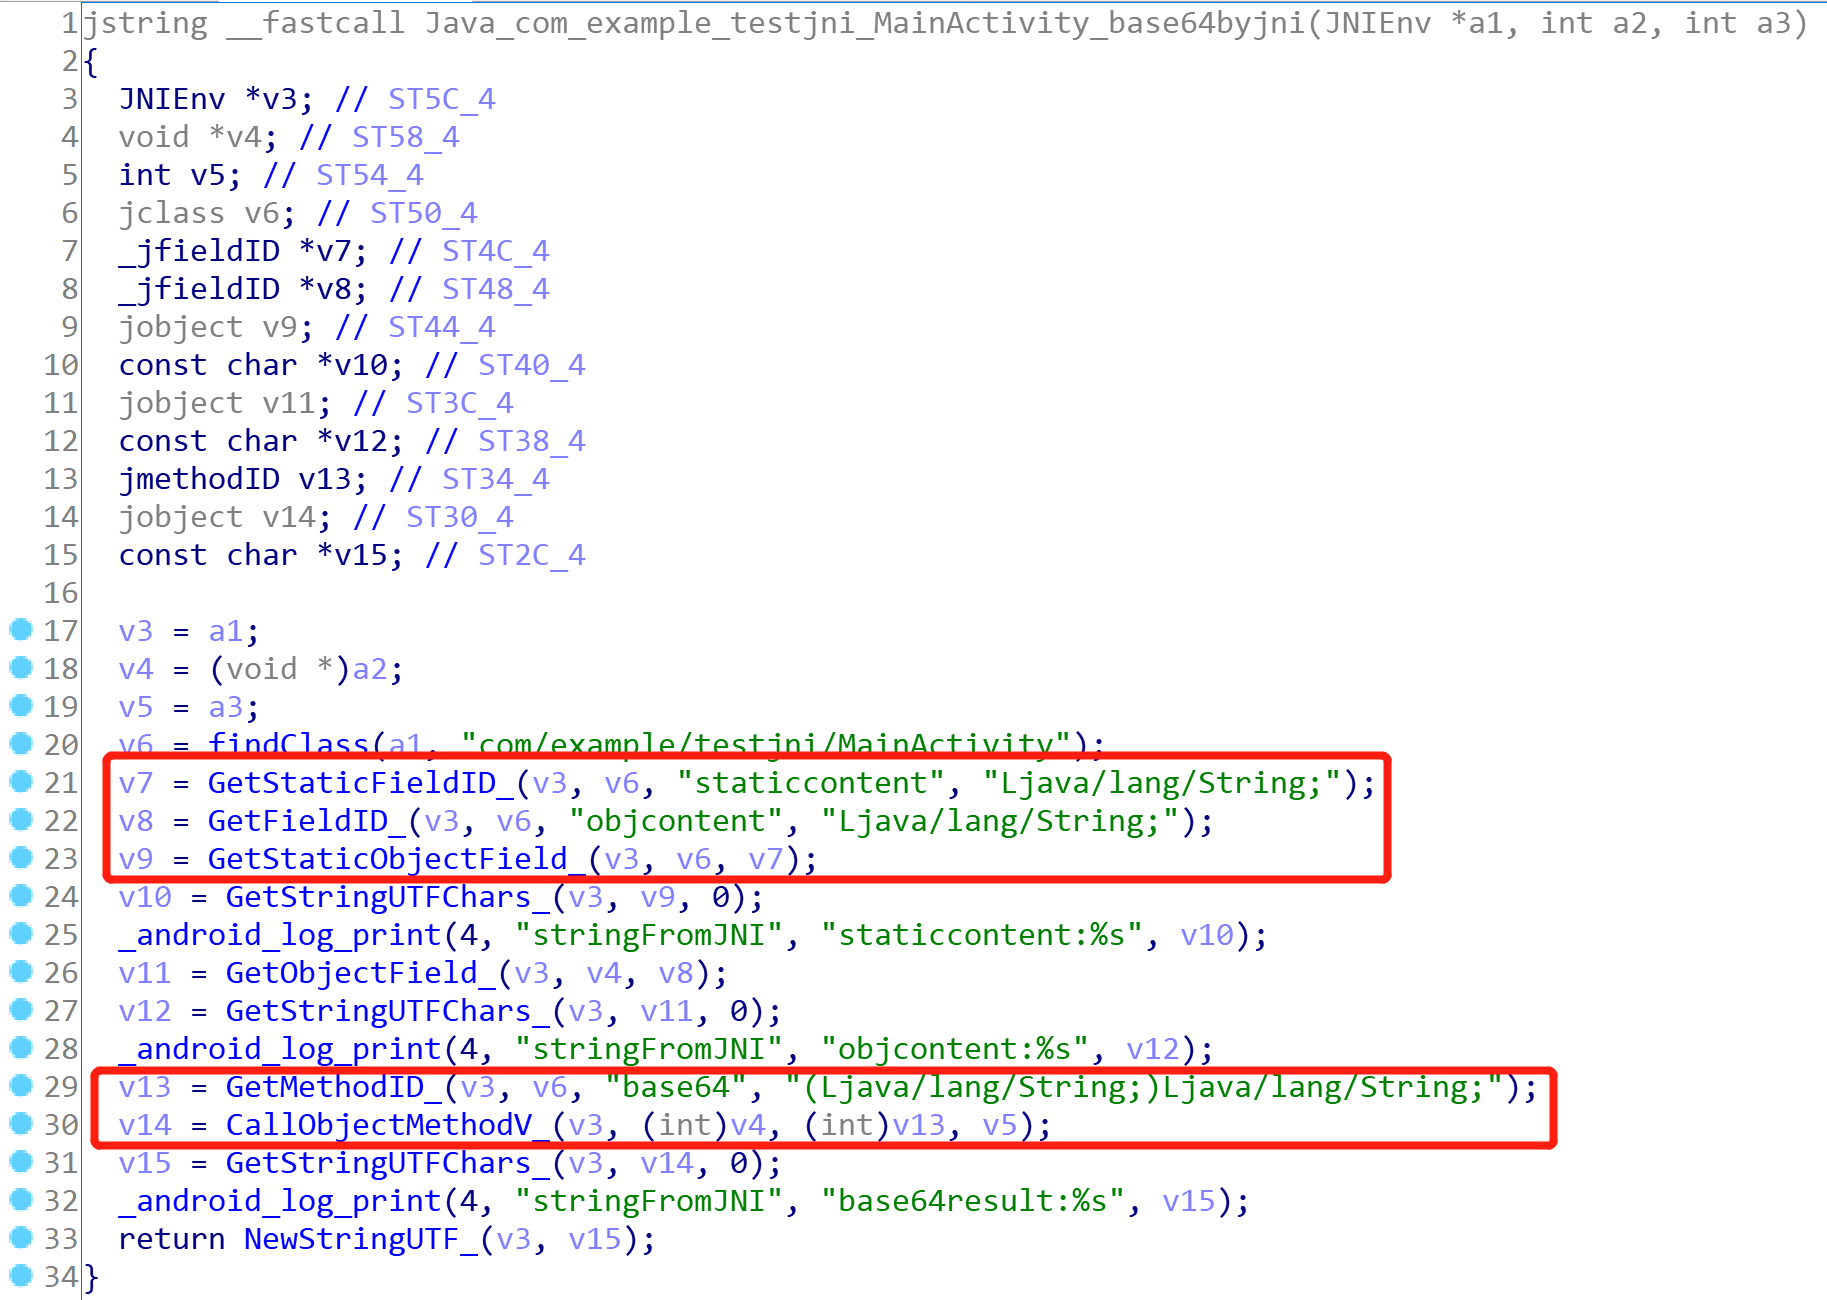 1 jstring __fastcall Java_com_example_testjni_MainActivity_base64byjni(JNIEnv *a1, int a2, int a3)
2 {
3   JNIEnv *v3; // ST5C_4
4   void *v4; // ST58_4
5   int v5; // ST54_4
6   jclass v6; // ST50_4
7   _jfieldID *v7; // ST4C_4
8   _jfieldID *v8; // ST48_4
9   jobject v9; // ST44_4
10   const char *v10; // ST40_4
11   jobject v11; // ST3C_4
12   const char *v12; // ST38_4
13   jmethodID v13; // ST34_4
14   jobject v14; // ST30_4
15   const char *v15; // ST2C_4
16
17   v3 = a1;
18   v4 = (void *)a2;
19   v5 = a3;
20   v6 = findClass(a1, "com/example/testjni/MainActivity");
21   v7 = GetStaticFieldID_(v3, v6, "staticcontent", "Ljava/lang/String;");
22   v8 = GetFieldID_(v3, v6, "objcontent", "Ljava/lang/String;");
23   v9 = GetStaticObjectField_(v3, v6, v7);
24   v10 = GetStringUTFChars_(v3, v9, 0);
25   _android_log_print(4, "stringFromJNI", "staticcontent:%s", v10);
26   v11 = GetObjectField_(v3, v4, v8);
27   v12 = GetStringUTFChars_(v3, v11, 0);
28   _android_log_print(4, "stringFromJNI", "objcontent:%s", v12);
29   v13 = GetMethodID_(v3, v6, "base64", "(Ljava/lang/String;)Ljava/lang/String;");
30   v14 = CallObjectMethodV_(v3, (int)v4, (int)v13, v5);
31   v15 = GetStringUTFChars_(v3, v14, 0);
32   _android_log_print(4, "stringFromJNI", "base64result:%s", v15);
33   return NewStringUTF_(v3, v15);
34 }